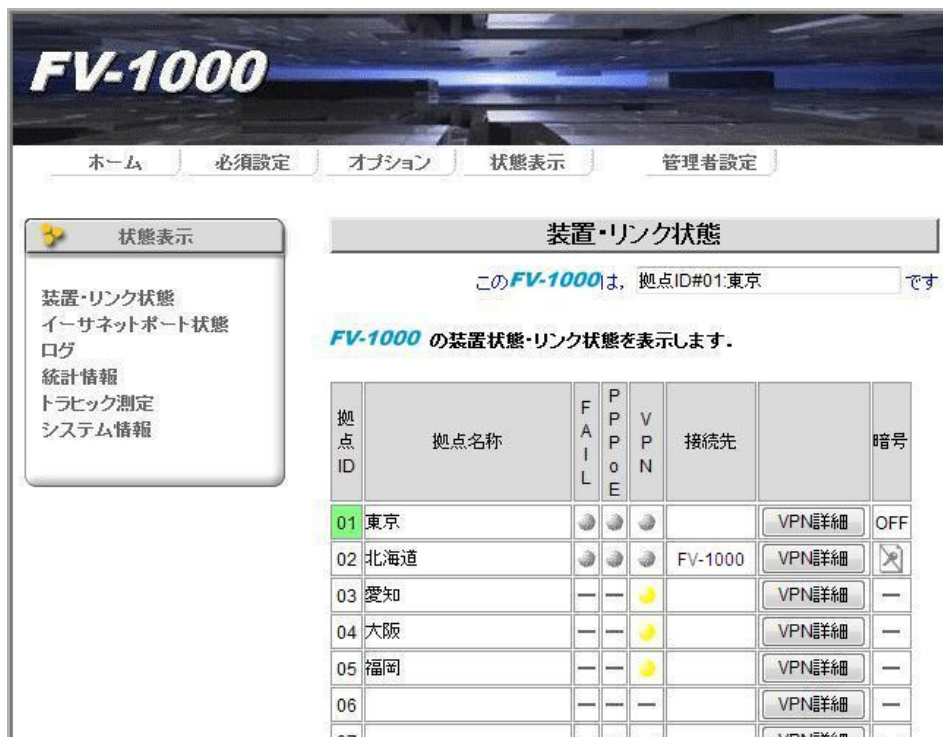 FV-1000
ホーム 必須設定 オプション 状態表示 管理者設定
状態表示
装置・リンク状態
イーサネットポート状態
ログ
統計情報
トラヒック測定
システム情報
装置・リンク状態
このFV-1000は, 拠点ID#01:東京 です
FV-1000 の装置状態・リンク状態を表示します.
拠点ID 拠点名称 FAIL PPPoE VPN 接続先 暗号
01 東京 VPN詳細 OFF
02 北海道 FV-1000 VPN詳細
03 愛知 — — VPN詳細 —
04 大阪 — — VPN詳細 —
05 福岡 — — VPN詳細 —
06 — — — VPN詳細 —